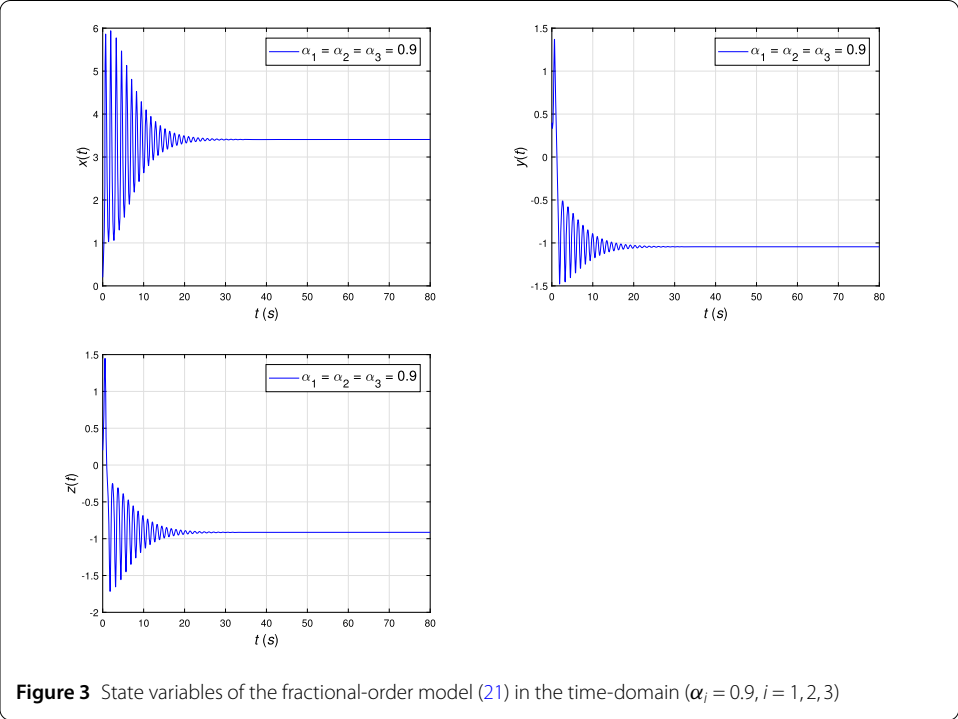 6
5
4
3
2
1
0
x(t)
α1 = α2 = α3 = 0.9
0 10 20 30 40 50 60 70 80
t (s)
1.5
1
0.5
0
-0.5
-1
-1.5
y(t)
α1 = α2 = α3 = 0.9
0 10 20 30 40 50 60 70 80
t (s)
1.5
1
0.5
0
-0.5
-1
-1.5
-2
z(t)
α1 = α2 = α3 = 0.9
0 10 20 30 40 50 60 70 80
t (s)
Figure 3 State variables of the fractional-order model (21) in the time-domain (αi = 0.9, i = 1, 2, 3)